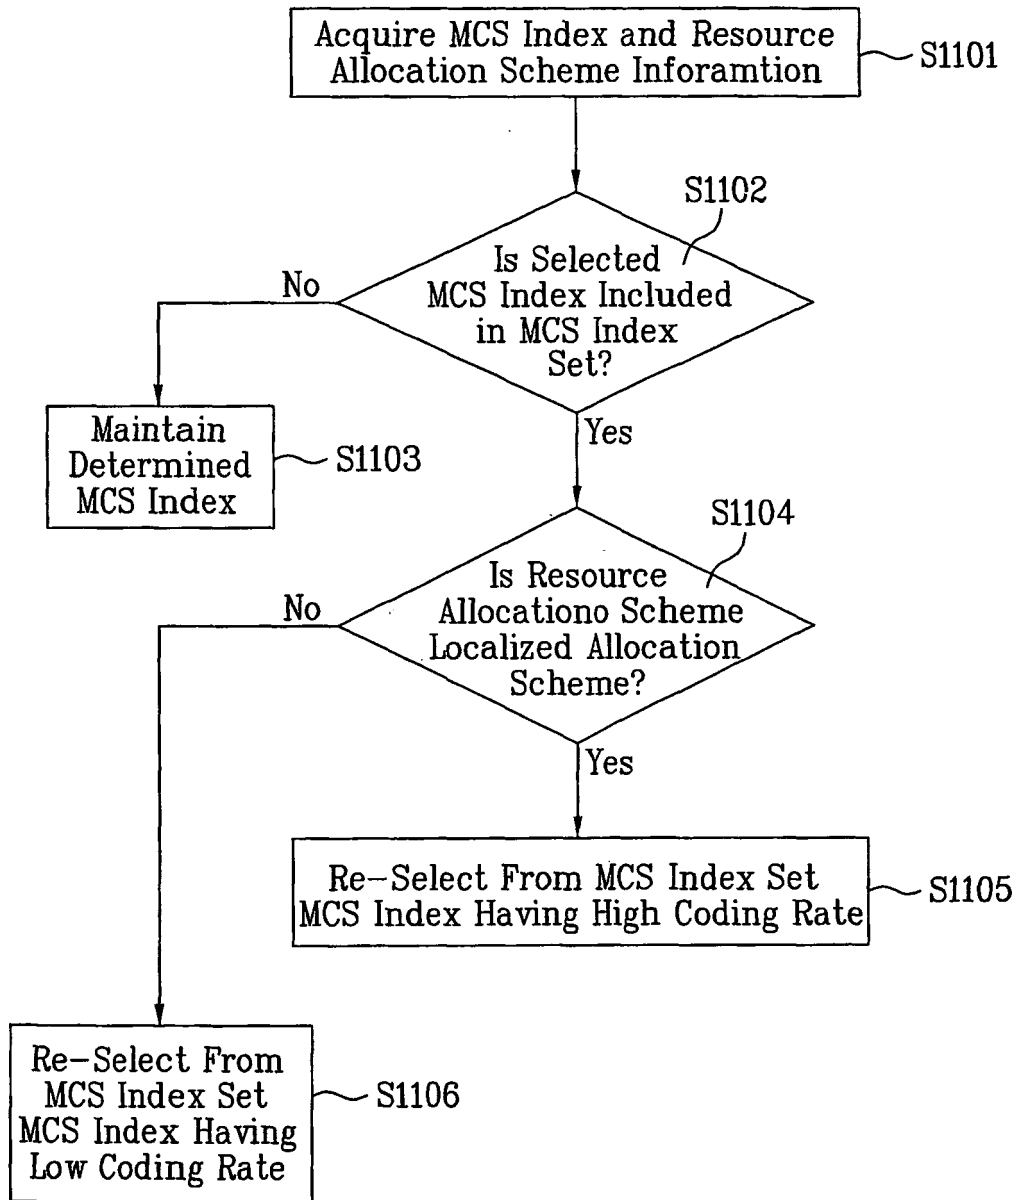 Acquire MCS Index and Resource
Allocation Scheme Inforamtion
S1101
S1102
Is Selected
MCS Index Included
in MCS Index
Set?
No
Yes
Maintain
Determined
MCS Index
S1103
S1104
Is Resource
Allocationo Scheme
Localized Allocation
Scheme?
No
Yes
Re-Select From MCS Index Set
MCS Index Having High Coding Rate
S1105
Re-Select From
MCS Index Set
MCS Index Having
Low Coding Rate
S1106